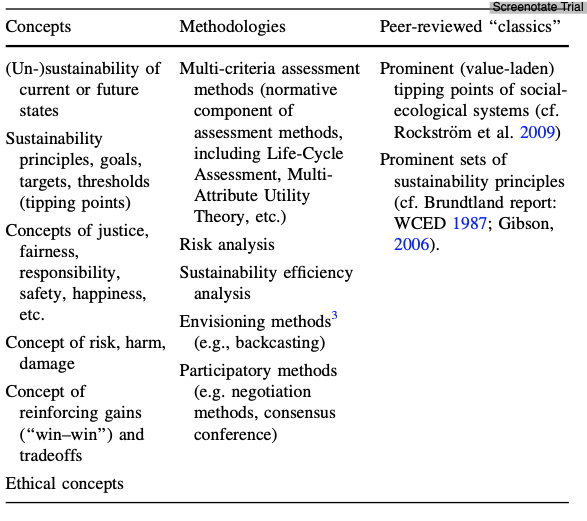 Screenotate Trial
Concepts
Methodologies
Peer-reviewed “classics”
(Un-)sustainability of
current or future
states
Sustainability
principles, goals,
targets, thresholds
(tipping points)
Concepts of justice,
fairness,
responsibility,
safety, happiness,
etc.
Concept of risk, harm,
damage
Concept of
reinforcing gains
(“win–win”) and
tradeoffs
Ethical concepts
Multi-criteria assessment
methods (normative
component of
assessment methods,
including Life-Cycle
Assessment, Multi-
Attribute Utility
Theory, etc.)
Risk analysis
Sustainability efficiency
analysis
Envisioning methods3
(e.g., backcasting)
Participatory methods
(e.g. negotiation
methods, consensus
conference)
Prominent (value-laden)
tipping points of social-
ecological systems (cf.
Rockström et al. 2009)
Prominent sets of
sustainability principles
(cf. Brundtland report:
WCED 1987; Gibson,
2006).